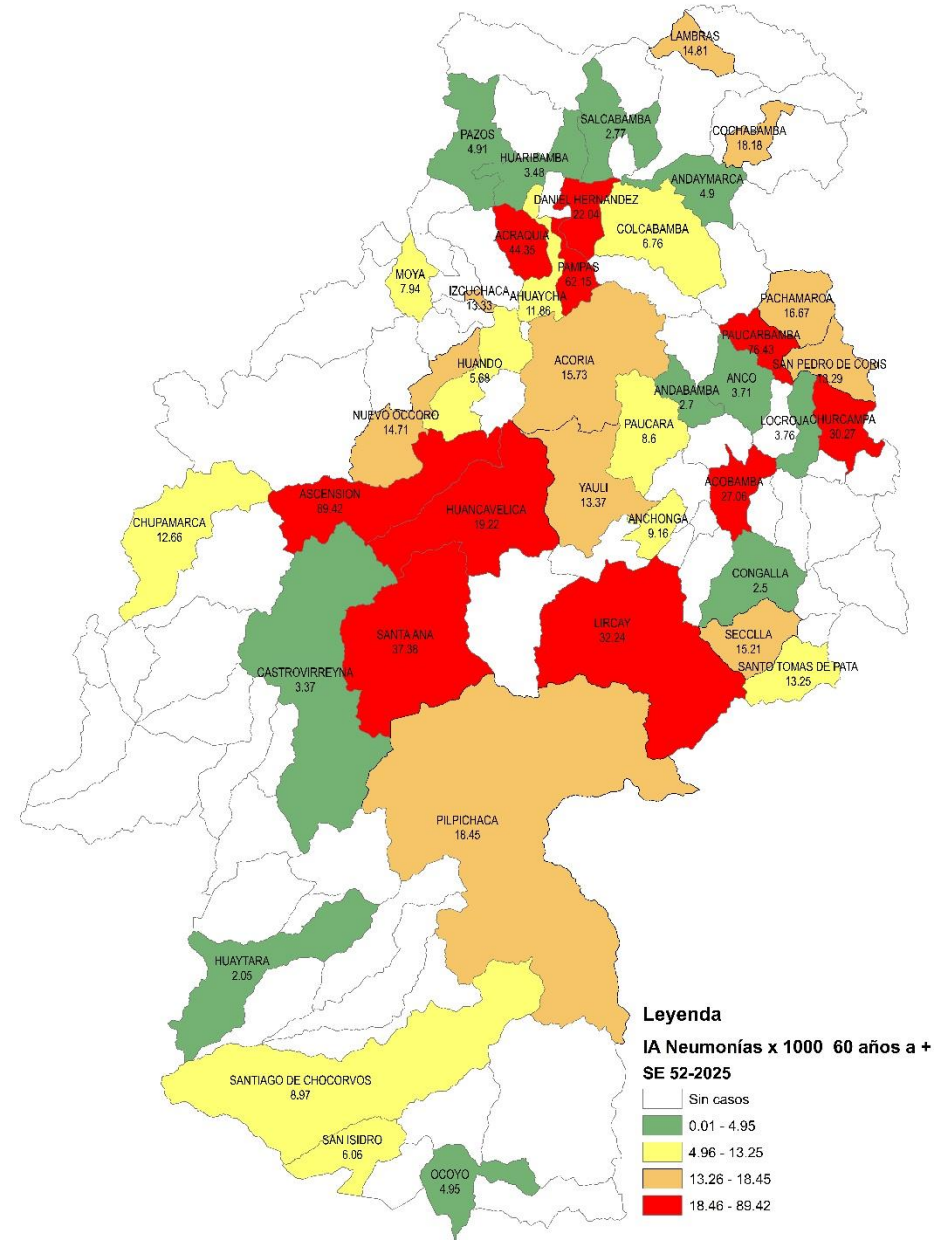 LAMBRAS
14.81
SALCABAMBA
2.77
PAZOS
4.91
COCHABAMBA
18.18
HUARIBAMBA
3.48
ANDAYMARCA
4.9
DANIEL HERNANDEZ
22.04
COLCABAMBA
6.76
ACRAQUIA
44.35
PAMPAS
62.15
MOYA
7.94
IZCUCHACA
13.33
AHUAYCHA
11.86
PACHAMAROA
16.67
PAUCARBAMBA
76.43
HUANDO
5.68
ACORIA
15.73
SAN PEDRO DE CORIS
13.29
ANDABAMBA
2.7
ANCO
3.71
NUEVO OCCORO
14.71
PAUCARA
8.6
LOCROJA
3.76
CHURCAMPA
30.27
ACOBAMBA
27.06
ASCENSION
89.42
YAULI
13.37
HUANCAVELICA
19.22
CHUPAMARCA
12.66
ANCHONGA
9.16
CONGALLA
2.5
LIRCAY
32.24
SANTA ANA
37.38
SECCLLA
15.21
SANTO TOMAS DE PATA
13.25
CASTROVIRREYNA
3.37
PILPICHACA
18.45
HUAYTARA
2.05
SANTIAGO DE CHOCORVOS
8.97
SAN ISIDRO
6.06
OCOYO
4.95
Leyenda
IA Neumonías x 1000 60 años a +
SE 52-2025
Sin casos
0.01 - 4.95
4.96 - 13.25
13.26 - 18.45
18.46 - 89.42